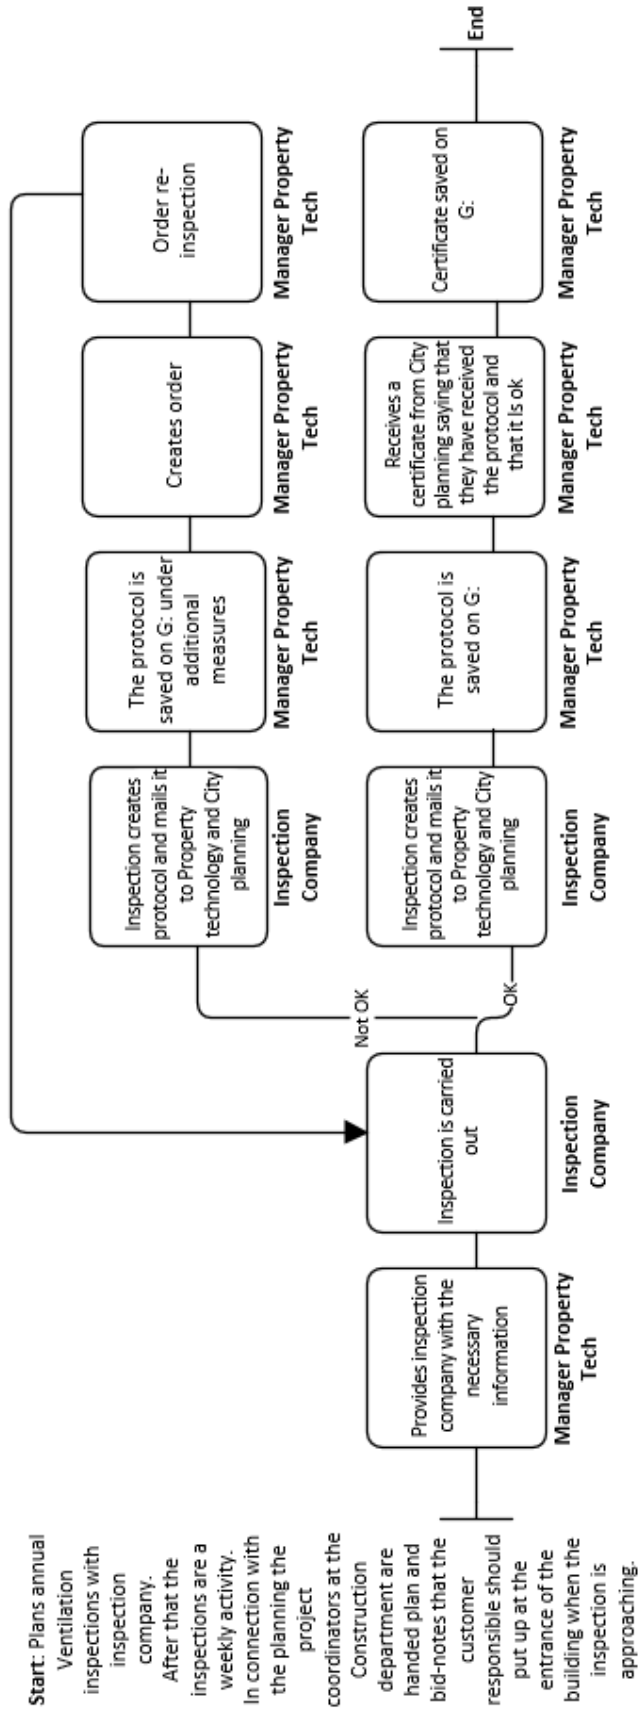 Start: Plans annual
Ventilation
inspections with
inspection
company.
After that the
inspections are a
weekly activity.
In connection with
the planning the
project
coordinators at the
Construction
department are
handed plan and
bid-notes that the
customer
responsible should
put up at the
entrance of the
building when the
inspection is
approaching.
Provides inspection
company with the
necessary
information
Manager Property
Tech
Inspection is carried
out
Inspection
Company
Not OK
OK
Inspection creates
protocol and mails it
to Property
technology and City
planning
Inspection
Company
The protocol is
saved on G: under
additional
measures
Manager Property
Tech
Creates order
Manager Property
Tech
Order re-
inspection
Manager Property
Tech
Inspection creates
protocol and mails it
to Property
technology and City
planning
Inspection
Company
The protocol is
saved on G:
Manager Property
Tech
Receives a
certificate from City
planning saying that
they have received
the protocol and
that it Is ok
Manager Property
Tech
Certificate saved on
G:
Manager Property
Tech
End